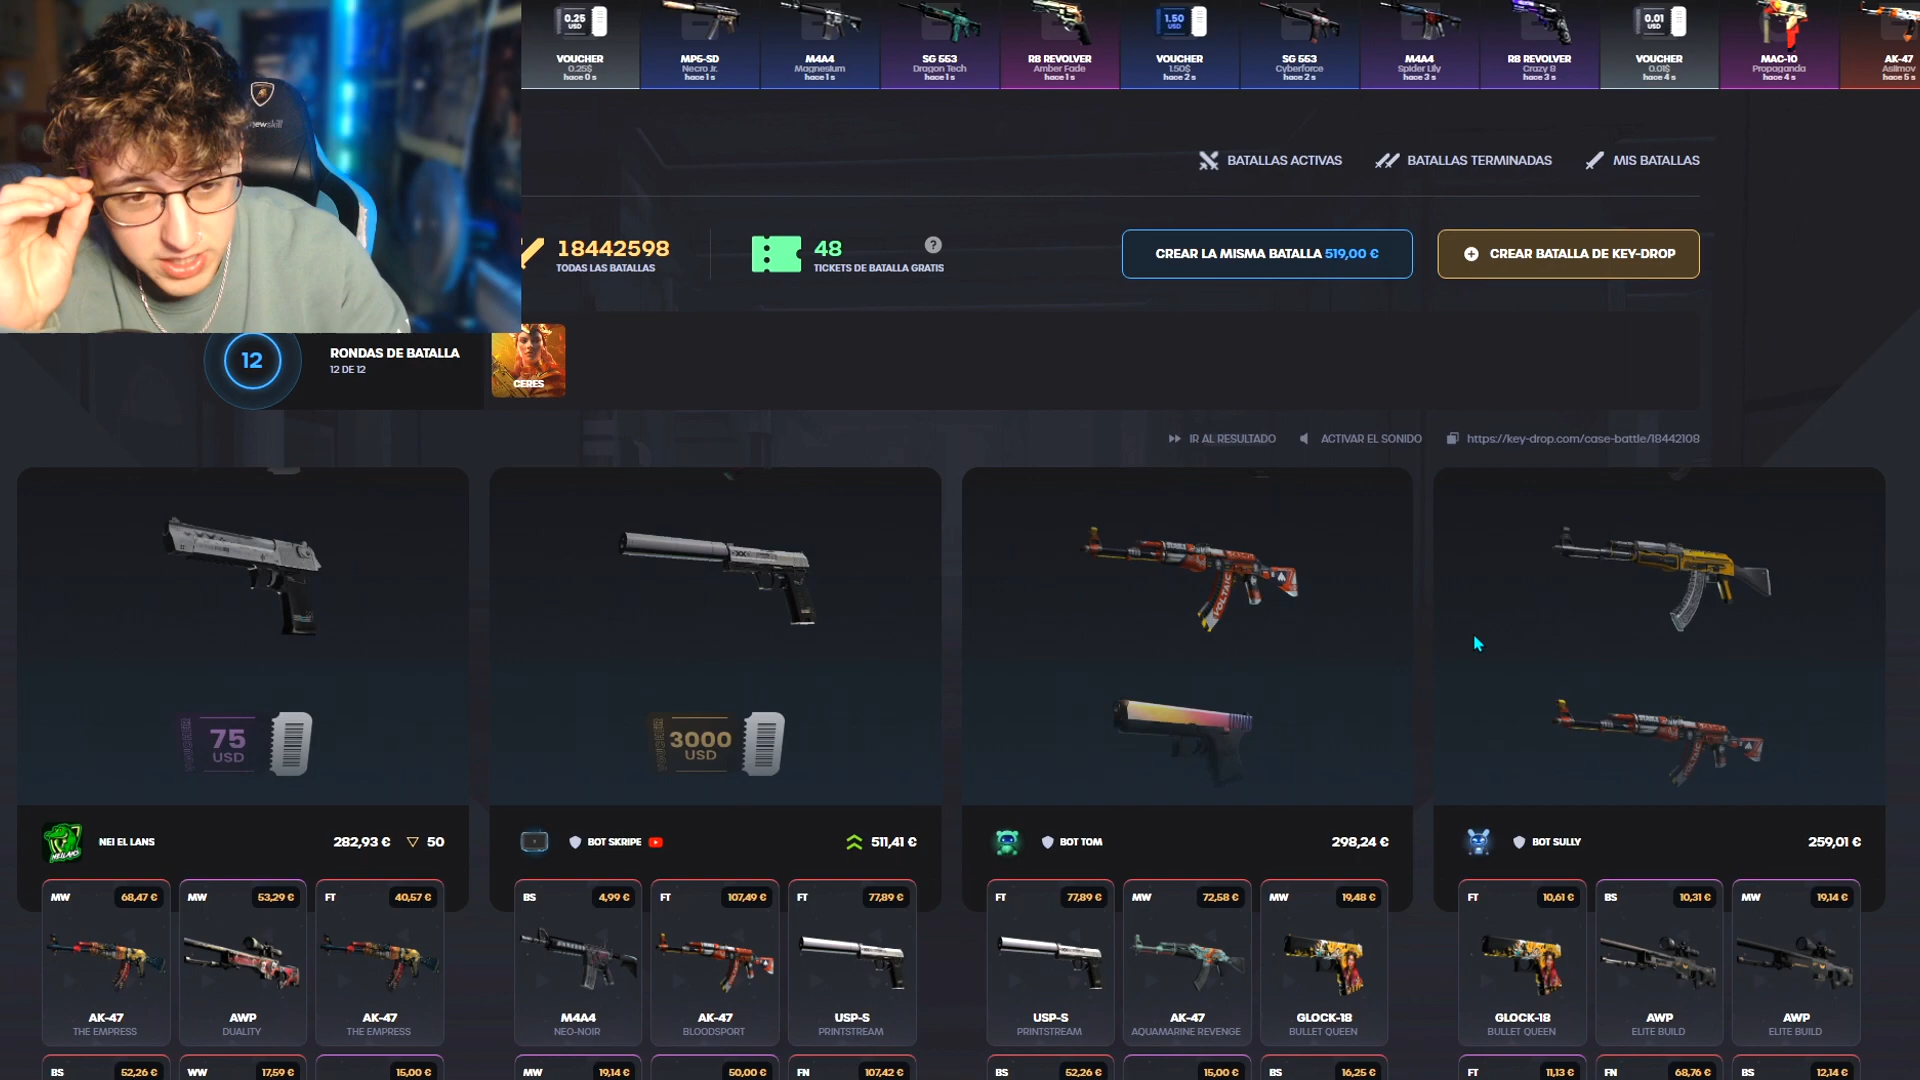 0.25 USD
VOUCHER
0.25$
hace 0 s
MP5-SD
Necro Jr.
hace 1 s
M4A4
Magnesium
hace 1 s
SG 553
Dragon Tech
hace 1 s
R8 REVOLVER
Amber Fade
hace 1 s
1.50 USD
VOUCHER
1.50$
hace 2 s
SG 553
Cyberforce
hace 2 s
M4A4
Spider Lily
hace 3 s
R8 REVOLVER
Crazy 8
hace 3 s
0.01 USD
VOUCHER
0.01$
hace 4 s
MAC-10
Propaganda
hace 4 s
AK-47
Asiimov
hace 5 s
newskill
BATALLAS ACTIVAS
BATALLAS TERMINADAS
MIS BATALLAS
18442598
TODAS LAS BATALLAS
48
TICKETS DE BATALLA GRATIS
?
CREAR LA MISMA BATALLA 519,00 €
CREAR BATALLA DE KEY-DROP
12
RONDAS DE BATALLA
12 DE 12
CERES
IR AL RESULTADO
ACTIVAR EL SONIDO
https://key-drop.com/case-battle/18442108
VOLTAIC
75
USD
3000
USD
VOLTAIC
NEI EL LANS
282,93 €
50
BOT SKRIPE
511,41 €
BOT TOM
298,24 €
BOT SULLY
259,01 €
MW 68,47 €
AK-47
THE EMPRESS
MW 53,29 €
AWP
DUALITY
FT 40,57 €
AK-47
THE EMPRESS
BS 4,99 €
M4A4
NEO-NOIR
FT 107,49 €
AK-47
BLOODSPORT
FT 77,89 €
USP-S
PRINTSTREAM
FT 77,89 €
USP-S
PRINTSTREAM
MW 72,58 €
AK-47
AQUAMARINE REVENGE
MW 19,48 €
GLOCK-18
BULLET QUEEN
FT 10,61 €
GLOCK-18
BULLET QUEEN
BS 10,31 €
AWP
ELITE BUILD
MW 19,14 €
AWP
ELITE BUILD
BS 52,26 €
WW 17,59 €
15,00 €
MW 19,14 €
50,00 €
FN 107,42 €
BS 52,26 €
15,00 €
BS 16,25 €
FT 11,13 €
FN 68,76 €
BS 12,14 €